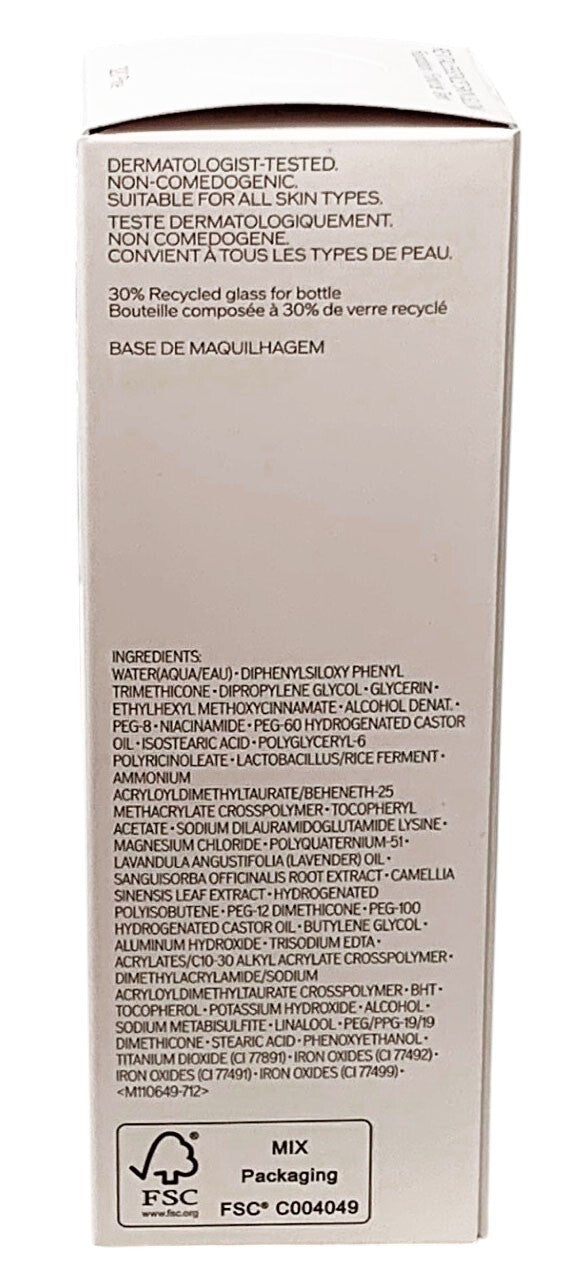 DERMATOLOGIST-TESTED.
NON-COMEDOGENIC.
SUITABLE FOR ALL SKIN TYPES.
TESTE DERMATOLOGIQUEMENT.
NON COMEDOGENE.
CONVIENT À TOUS LES TYPES DE PEAU.
30% Recycled glass for bottle
Bouteille composée à 30% de verre recyclé
BASE DE MAQUILHAGEM
INGREDIENTS:
WATER(AQUA/EAU)・DIPHENYLSILOXY PHENYL
TRIMETHICONE・DIPROPYLENE GLYCOL・GLYCERIN・
ETHYLHEXYL METHOXYCINNAMATE・ALCOHOL DENAT.・
PEG-8・NIACINAMIDE・PEG-60 HYDROGENATED CASTOR
OIL・ISOSTEARIC ACID・POLYGLYCERYL-6
POLYRICINOLEATE・LACTOBACILLUS/RICE FERMENT・
AMMONIUM
ACRYLOYLDIMETHYLTAURATE/BEHENETH-25
METHACRYLATE CROSSPOLYMER・TOCOPHERYL
ACETATE・SODIUM DILAURAMIDOGLUTAMIDE LYSINE・
MAGNESIUM CHLORIDE・POLYQUATERNIUM-51・
LAVANDULA ANGUSTIFOLIA (LAVENDER) OIL・
SANGUISORBA OFFICINALIS ROOT EXTRACT・CAMELLIA
SINENSIS LEAF EXTRACT・HYDROGENATED
POLYISOBUTENE・PEG-12 DIMETHICONE・PEG-100
HYDROGENATED CASTOR OIL・BUTYLENE GLYCOL・
ALUMINUM HYDROXIDE・TRISODIUM EDTA・
ACRYLATES/C10-30 ALKYL ACRYLATE CROSSPOLYMER・
DIMETHYLACRYLAMIDE/SODIUM
ACRYLOYLDIMETHYLTAURATE CROSSPOLYMER・BHT・
TOCOPHEROL・POTASSIUM HYDROXIDE・ALCOHOL・
SODIUM METABISULFITE・LINALOOL・PEG/PPG-19/19
DIMETHICONE・STEARIC ACID・PHENOXYETHANOL・
TITANIUM DIOXIDE (CI 77891)・IRON OXIDES (CI 77492)・
IRON OXIDES (CI 77491)・IRON OXIDES (CI 77499)・
<M110649-712>
MIX
Packaging
FSC® C004049
FSC
www.fsc.org